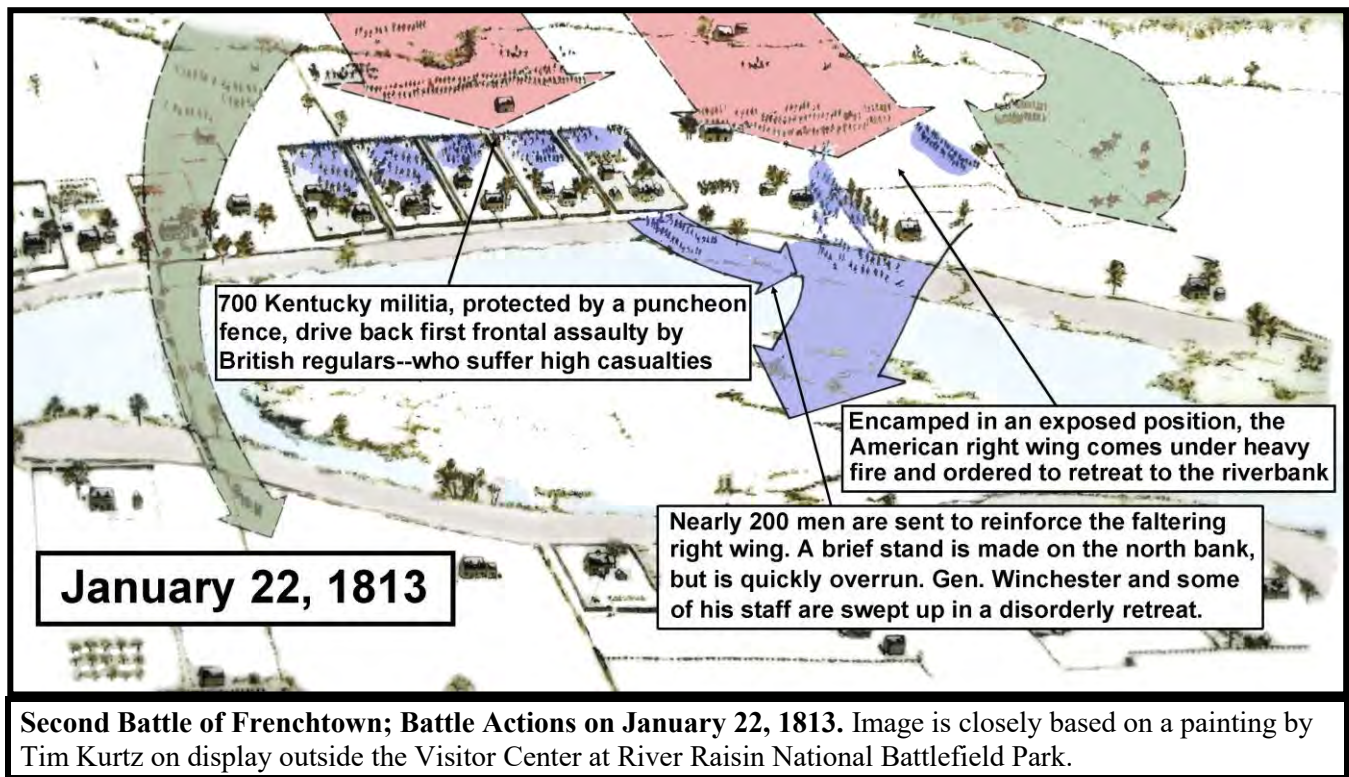 700 Kentucky militia, protected by a puncheon
fence, drive back first frontal assaulty by
British regulars--who suffer high casualties
Encamped in an exposed position, the
American right wing comes under heavy
fire and ordered to retreat to the riverbank
Nearly 200 men are sent to reinforce the faltering
right wing. A brief stand is made on the north bank,
but is quickly overrun. Gen. Winchester and some
of his staff are swept up in a disorderly retreat.
January 22, 1813
Second Battle of Frenchtown; Battle Actions on January 22, 1813. Image is closely based on a painting by
Tim Kurtz on display outside the Visitor Center at River Raisin National Battlefield Park.